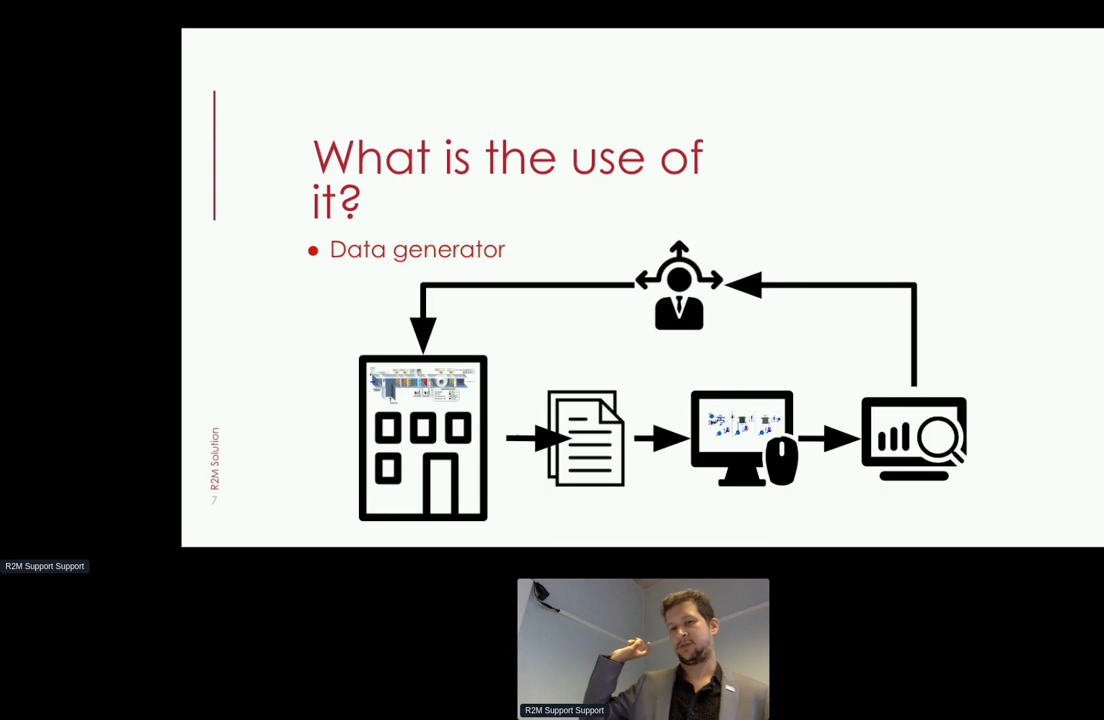 What is the use of
it?
● Data generator
R2M Solution
7
R2M Support Support
R2M Support Support